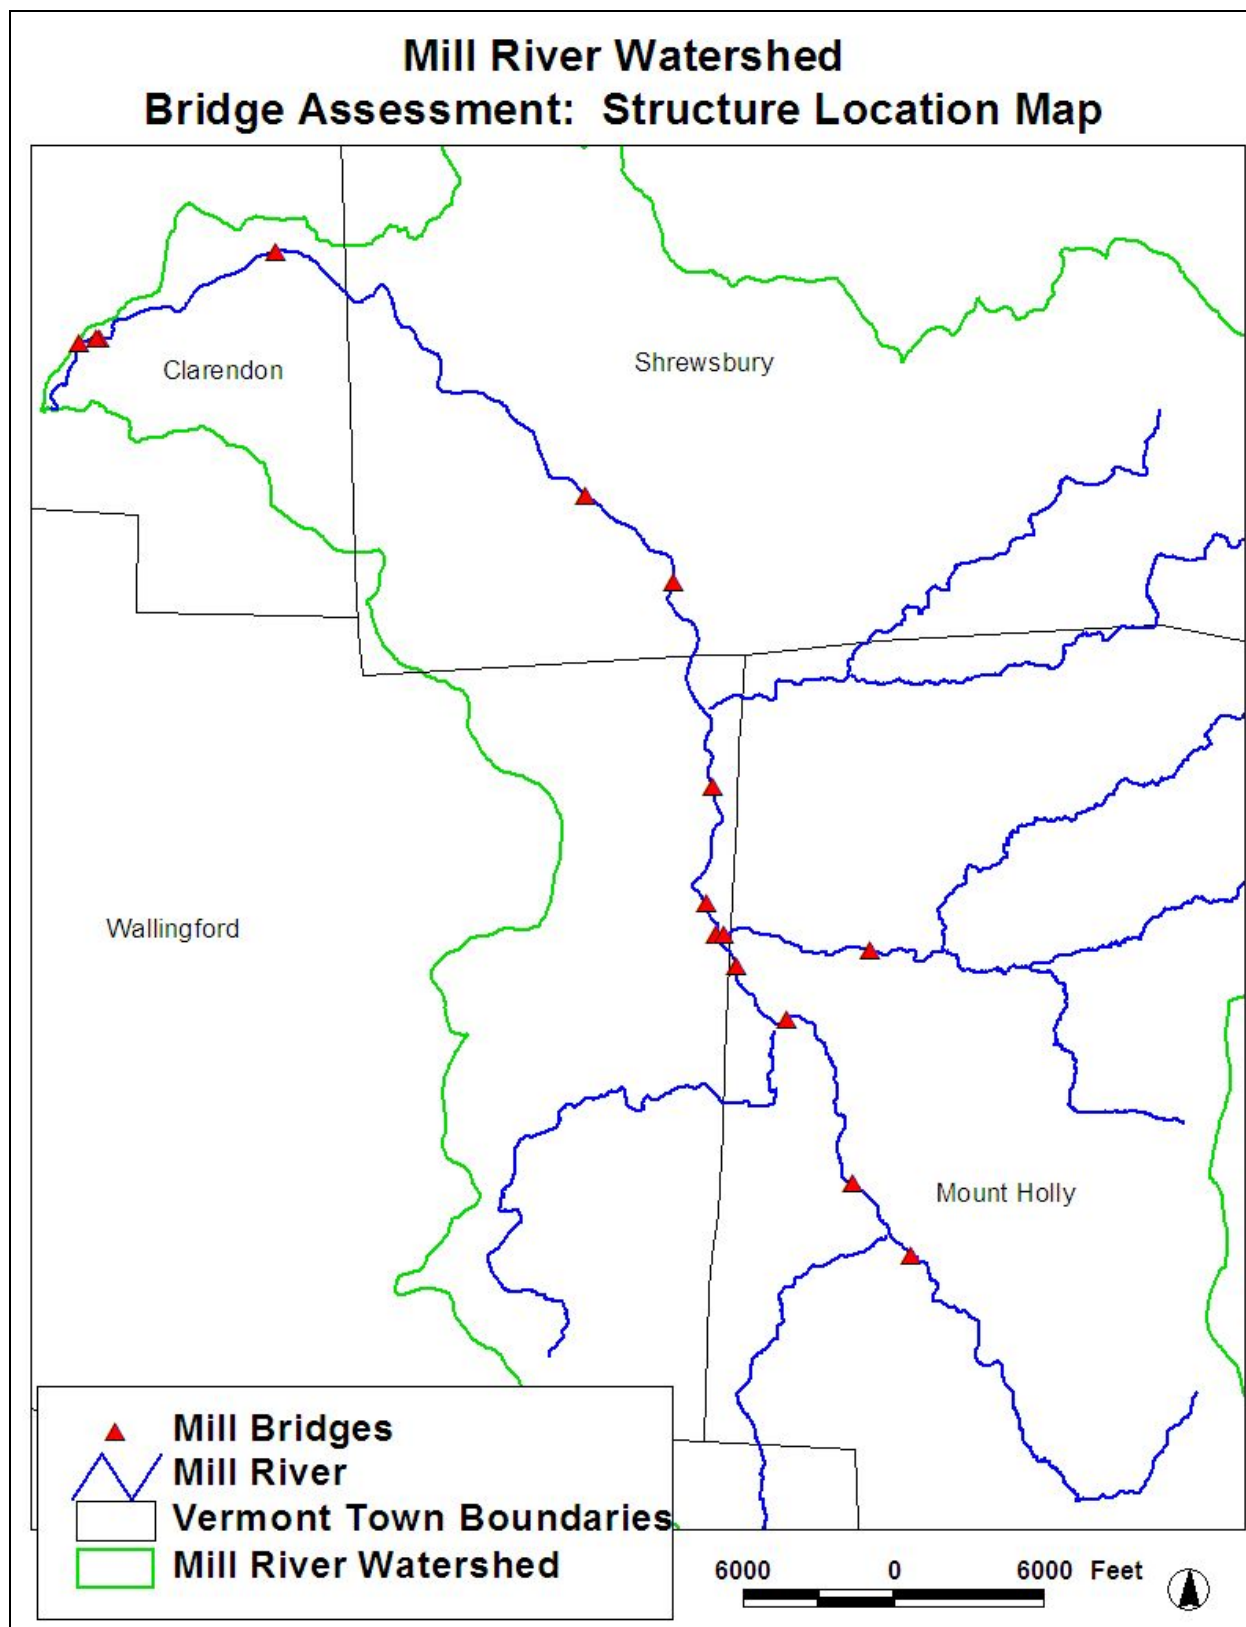 Mill River Watershed
Bridge Assessment:  Structure Location Map
Shrewsbury
Clarendon
Wallingford
Mount Holly
Mill Bridges
Mill River
Vermont Town Boundaries
Mill River Watershed
6000 0 6000 Feet